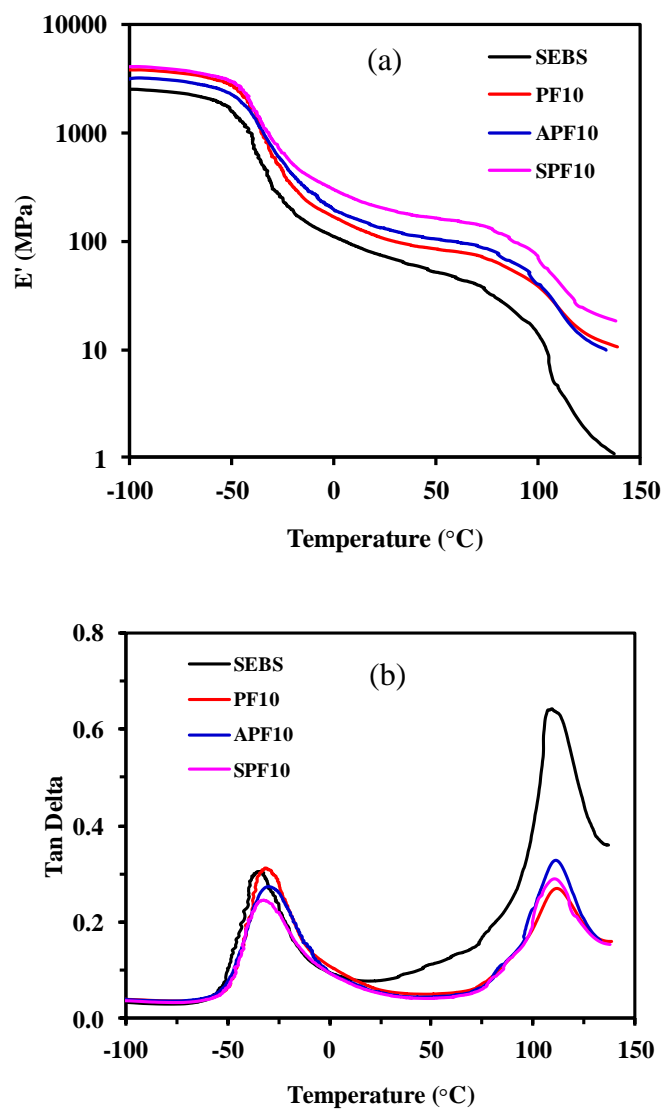 10000
1000
100
10
1
E' (MPa)
(a)
SEBS
PF10
APF10
SPF10
-100 -50 0 50 100 150
Temperature (°C)
0.8
0.6
0.4
0.2
0.0
Tan Delta
(b)
SEBS
PF10
APF10
SPF10
-100 -50 0 50 100 150
Temperature (°C)